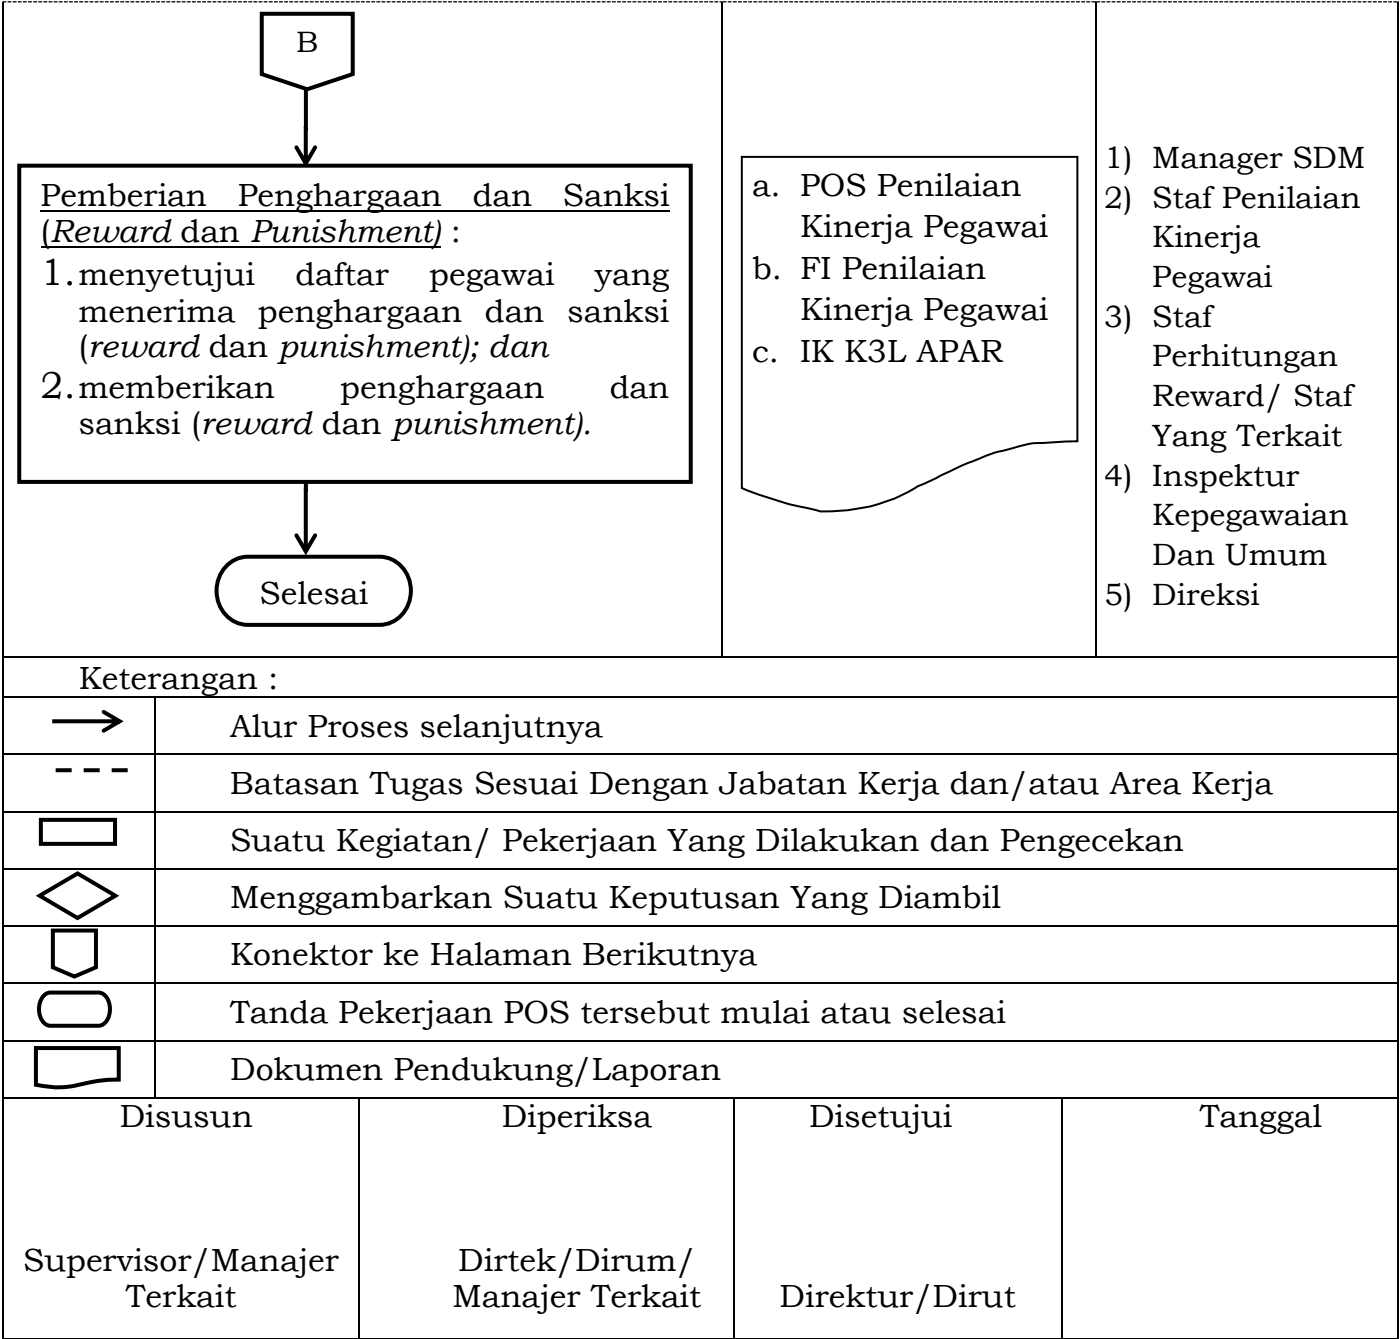 B
Pemberian Penghargaan dan Sanksi
(Reward dan Punishment) :
1. menyetujui daftar pegawai yang
menerima penghargaan dan sanksi
(reward dan punishment); dan
2. memberikan penghargaan dan
sanksi (reward dan punishment).
Selesai
a. POS Penilaian
Kinerja Pegawai
b. FI Penilaian
Kinerja Pegawai
c. IK K3L APAR
1) Manager SDM
2) Staf Penilaian
Kinerja
Pegawai
3) Staf
Perhitungan
Reward/ Staf
Yang Terkait
4) Inspektur
Kepegawaian
Dan Umum
5) Direksi
Keterangan :
Alur Proses selanjutnya
Batasan Tugas Sesuai Dengan Jabatan Kerja dan/atau Area Kerja
Suatu Kegiatan/ Pekerjaan Yang Dilakukan dan Pengecekan
Menggambarkan Suatu Keputusan Yang Diambil
Konektor ke Halaman Berikutnya
Tanda Pekerjaan POS tersebut mulai atau selesai
Dokumen Pendukung/Laporan
Disusun
Supervisor/Manajer
Terkait
Diperiksa
Dirtek/Dirum/
Manajer Terkait
Disetujui
Direktur/Dirut
Tanggal